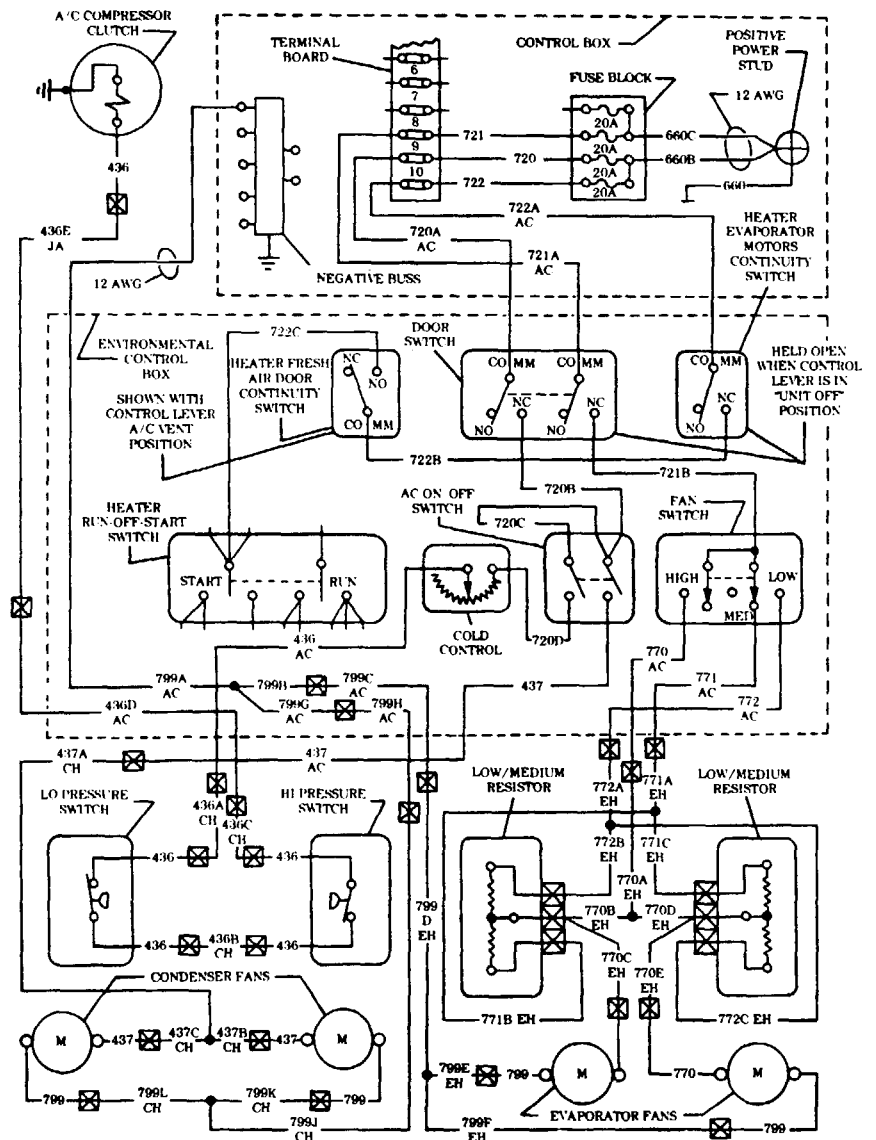 A/C COMPRESSOR
CLUTCH
TERMINAL
BOARD
CONTROL BOX
POSITIVE
POWER
STUD
FUSE BLOCK
12 AWG
6
7
8
9
10
20A
20A
20A
20A
721
720
722
660C
660B
660
436
436E
JA
12 AWG
NEGATIVE BUSS
720A
AC
721A
AC
722A
AC
HEATER
EVAPORATOR
MOTORS
CONTINUITY
SWITCH
ENVIRONMENTAL
CONTROL
BOX
722C
HEATER FRESH
AIR DOOR
CONTINUITY
SWITCH
DOOR
SWITCH
HELD OPEN
WHEN CONTROL
LEVER IS IN
"UNIT OFF"
POSITION
SHOWN WITH
CONTROL LEVER
A/C VENT
POSITION
NC
NO
CO MM
CO MM
CO MM
NC
NC
NO
NO
CO MM
NC
NO
722B
721B
720B
HEATER
RUN-OFF-START
SWITCH
AC ON-OFF
SWITCH
720C
FAN
SWITCH
START
RUN
HIGH
LOW
MED
436
AC
COLD
CONTROL
720D
770
AC
771
AC
772
AC
799A
AC
799B
799C
AC
799G
AC
799H
AC
437
436D
AC
437A
CH
437
AC
LO PRESSURE
SWITCH
436A
CH
436C
CH
HI PRESSURE
SWITCH
LOW/MEDIUM
RESISTOR
772A
EH
771A
EH
LOW/MEDIUM
RESISTOR
772B
EH
771C
EH
436
436
770A
EH
799
D
EH
770B
EH
770D
EH
436
436B
CH
436
770C
EH
770E
EH
CONDENSER FANS
771B EH
772C EH
M
437
437C
CH
437B
CH
437
M
799
799L
CH
799K
CH
799
799J
CH
799E
EH
799
M
770
M
EVAPORATOR FANS
799F
EH
799